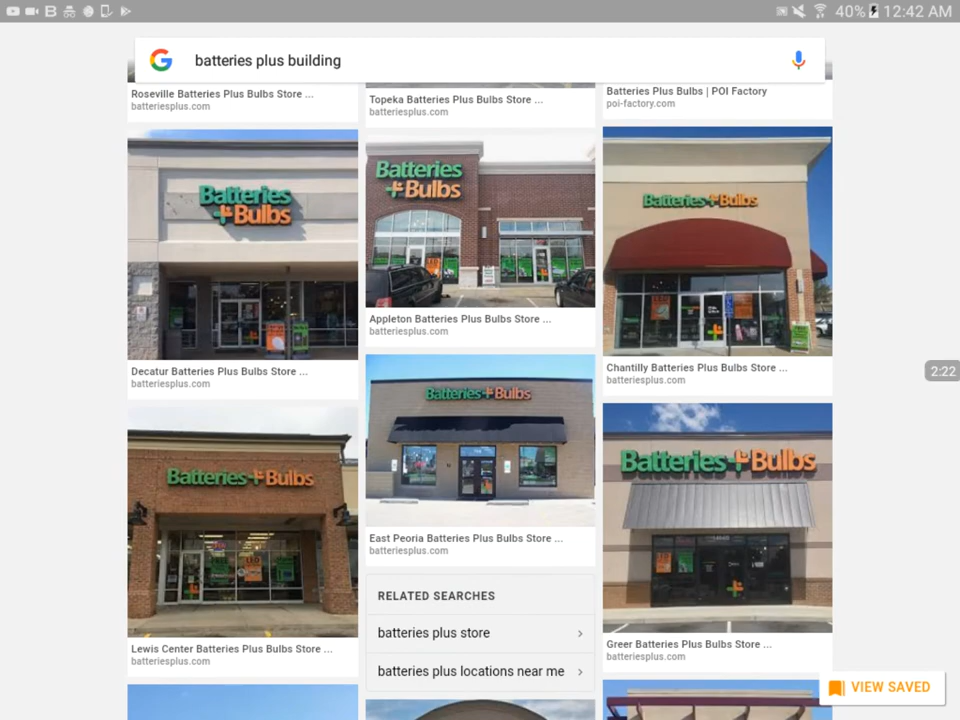 40% 12:42 AM
batteries plus building
Roseville Batteries Plus Bulbs Store ...
batteriesplus.com
Topeka Batteries Plus Bulbs Store ...
batteriesplus.com
Batteries Plus Bulbs | POI Factory
poi-factory.com
Batteries
+Bulbs
Decatur Batteries Plus Bulbs Store ...
batteriesplus.com
Batteries
+Bulbs
Appleton Batteries Plus Bulbs Store ...
batteriesplus.com
Batteries+Bulbs
Chantilly Batteries Plus Bulbs Store ...
batteriesplus.com
2:22
Batteries+Bulbs
Lewis Center Batteries Plus Bulbs Store ...
batteriesplus.com
Batteries+Bulbs
East Peoria Batteries Plus Bulbs Store ...
batteriesplus.com
RELATED SEARCHES
batteries plus store
batteries plus locations near me
Batteries+Bulbs
Greer Batteries Plus Bulbs Store ...
batteriesplus.com
VIEW SAVED